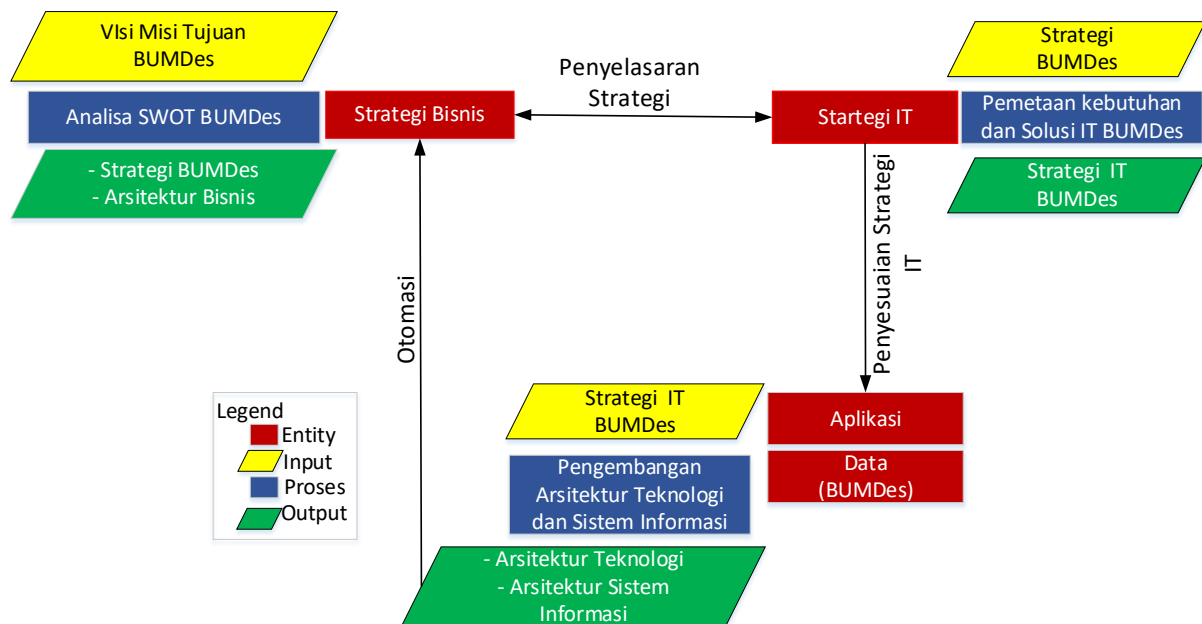 VIsi Misi Tujuan
BUMDes
Analisa SWOT BUMDes
- Strategi BUMDes
- Arsitektur Bisnis
Strategi Bisnis
Penyelasaran
Strategi
Startegi IT
Strategi
BUMDes
Pemetaan kebutuhan
dan Solusi IT BUMDes
Strategi  IT
BUMDes
Otomasi
Penyesuaian Strategi
IT
Strategi  IT
BUMDes
Aplikasi
Pengembangan
Arsitektur Teknologi
dan Sistem Informasi
Data
(BUMDes)
- Arsitektur Teknologi
- Arsitektur Sistem
Informasi
Legend
Entity
Input
Proses
Output